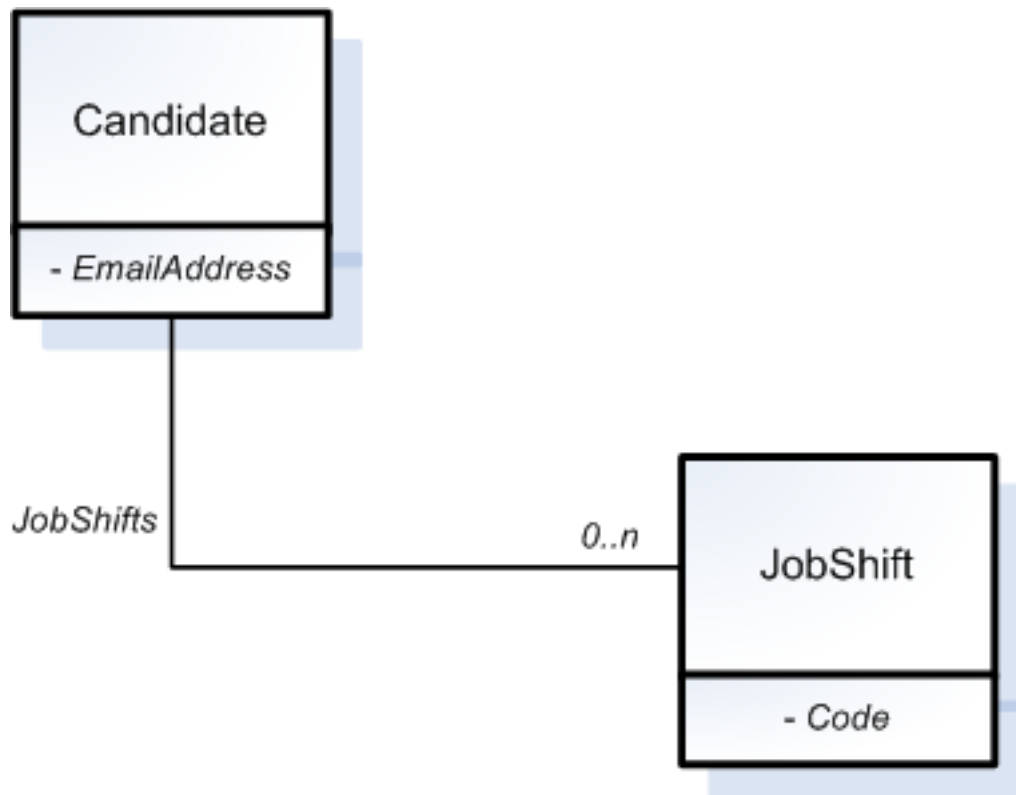 Candidate
- EmailAddress
JobShifts
0..n
JobShift
- Code